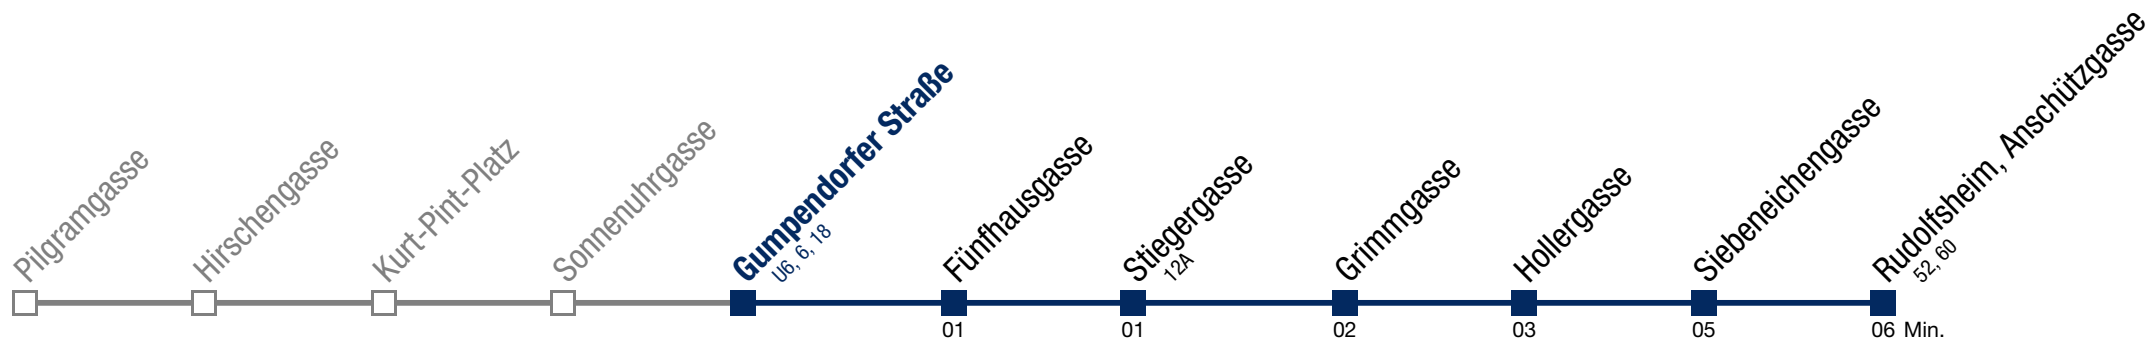 Pilgramgasse
Hirschengasse
Kurt-Pint-Platz
Sonnenuhrgasse
Gumpendorfer Straße
U6, 6, 18
Fünfhausgasse
Stiegergasse
12A
Grimmgasse
Hollergasse
Siebeneichengasse
Rudolfsheim, Anschützgasse
52, 60
01
01
02
03
05
06 Min.